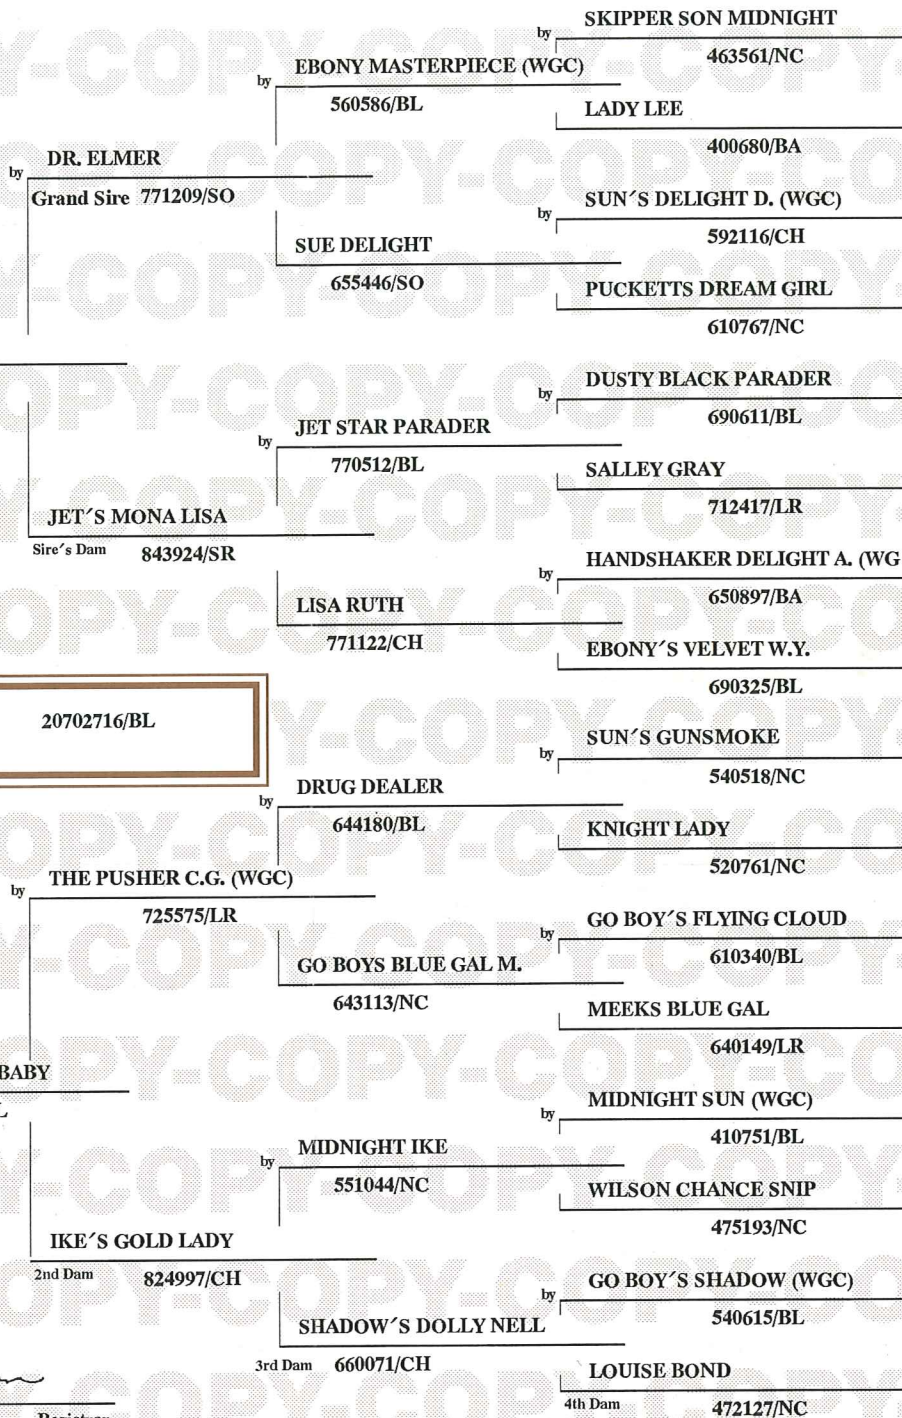 by SKIPPER SON MIDNIGHT
463561/NC
by EBONY MASTERPIECE (WGC)
560586/BL
LADY LEE
400680/BA
by DR. ELMER
Grand Sire 771209/SO
by SUN´S DELIGHT D. (WGC)
592116/CH
SUE DELIGHT
655446/SO
PUCKETTS DREAM GIRL
610767/NC
by DUSTY BLACK PARADER
690611/BL
by JET STAR PARADER
770512/BL
SALLEY GRAY
712417/LR
JET´S MONA LISA
Sire´s Dam 843924/SR
by HANDSHAKER DELIGHT A. (WG
650897/BA
LISA RUTH
771122/CH
EBONY´S VELVET W.Y.
690325/BL
20702716/BL
by SUN´S GUNSMOKE
540518/NC
by DRUG DEALER
644180/BL
KNIGHT LADY
520761/NC
by THE PUSHER C.G. (WGC)
725575/LR
by GO BOY´S FLYING CLOUD
610340/BL
GO BOYS BLUE GAL M.
643113/NC
MEEKS BLUE GAL
640149/LR
BABY
L
by MIDNIGHT SUN (WGC)
410751/BL
by MIDNIGHT IKE
551044/NC
WILSON CHANCE SNIP
475193/NC
IKE´S GOLD LADY
2nd Dam 824997/CH
by GO BOY´S SHADOW (WGC)
540615/BL
SHADOW´S DOLLY NELL
3rd Dam 660071/CH
LOUISE BOND
4th Dam 472127/NC
Registrar